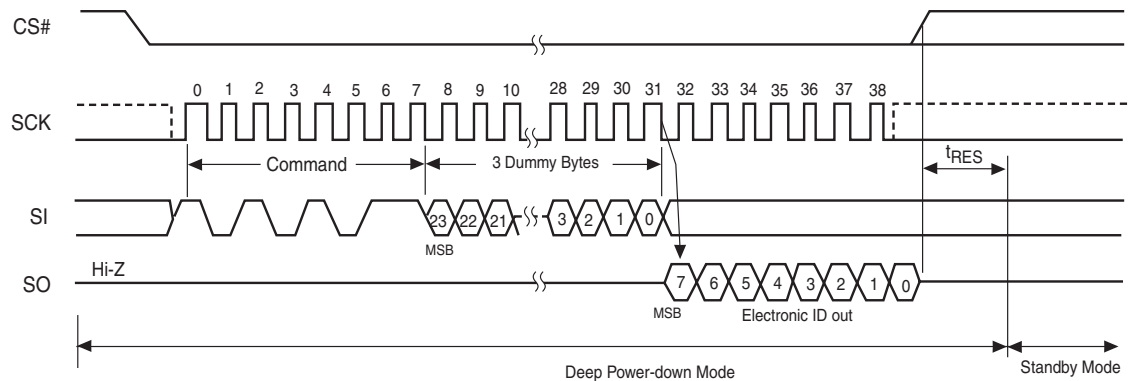 CS#
0 1 2 3 4 5 6 7 8 9 10 28 29 30 31 32 33 34 35 36 37 38
SCK
Command
3 Dummy Bytes
tRES
SI
23 22 21 3 2 1 0
MSB
Hi-Z
SO
7 6 5 4 3 2 1 0
MSB
Electronic ID out
Deep Power-down Mode
Standby Mode